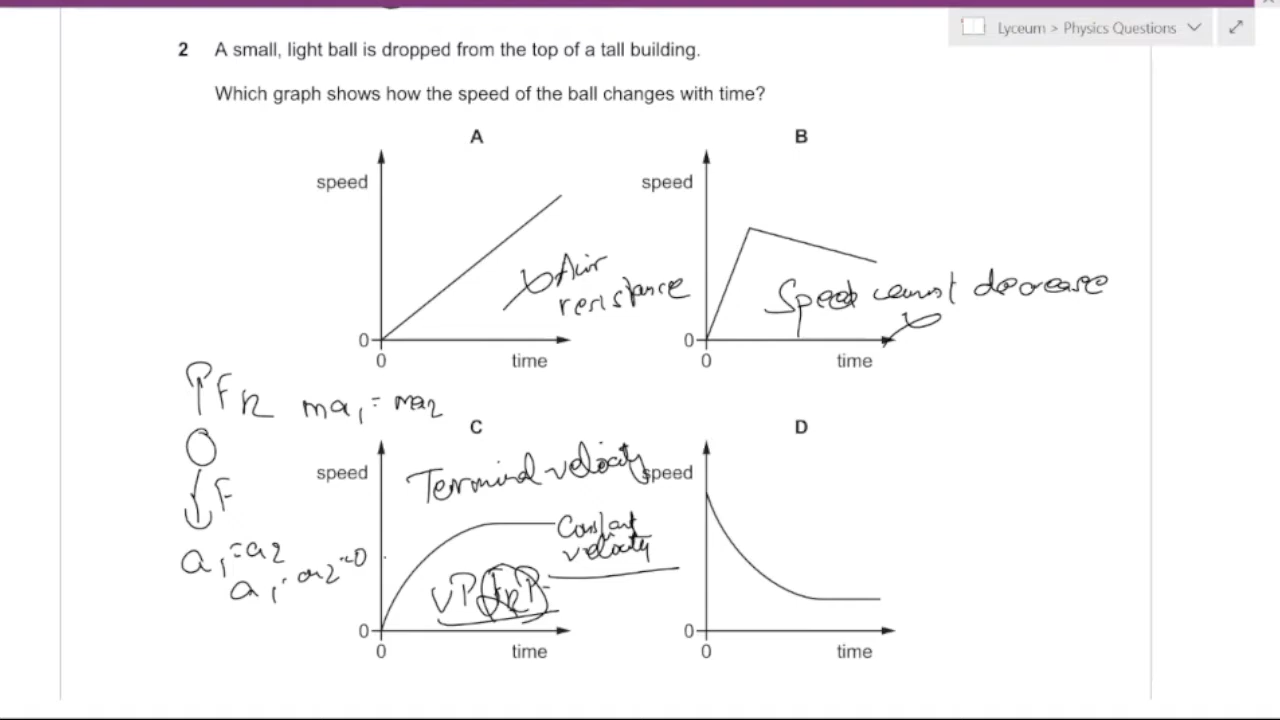 Lyceum > Physics Questions
2 A small, light ball is dropped from the top of a tall building.
Which graph shows how the speed of the ball changes with time?
A
speed
0
0
time
Air
resistance
B
speed
0
0
time
Speed cannot decrease
FR
ma1 = ma2
F
a1 = a2
C
speed
0
0
time
Terminal velocity
Constant
velocity
D
speed
0
0
time